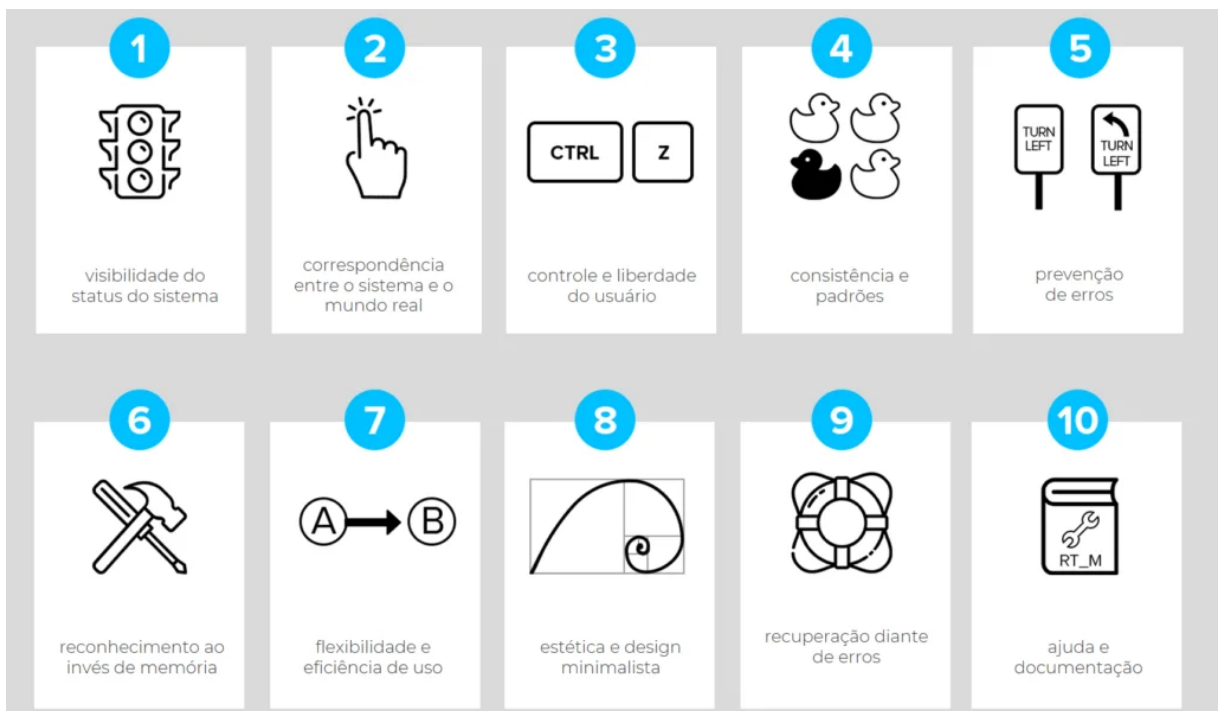 1
visibilidade do
status do sistema
2
correspondência
entre o sistema e o
mundo real
3
CTRL
Z
controle e liberdade
do usuário
4
consistência e
padrões
5
TURN
LEFT
TURN
LEFT
prevenção
de erros
6
reconhecimento ao
invés de memória
7
A
B
flexibilidade e
eficiência de uso
8
estética e design
minimalista
9
recuperação diante
de erros
10
RT_M
ajuda e
documentação